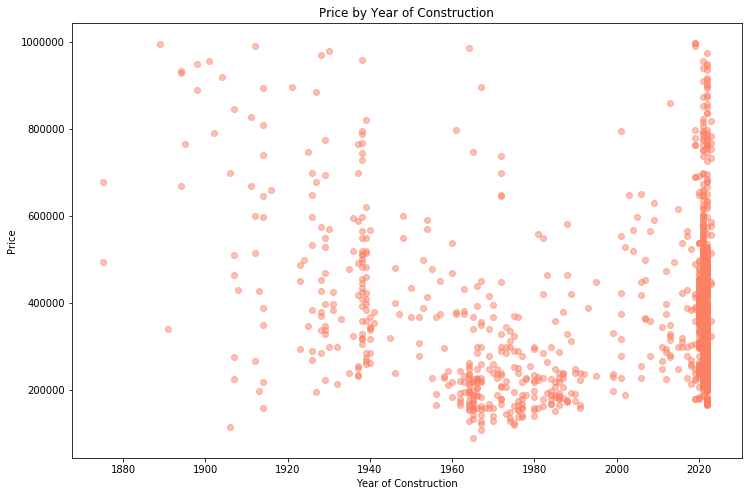 Price by Year of Construction
1000000
800000
600000
400000
200000
Price
1880 1900 1920 1940 1960 1980 2000 2020
Year of Construction